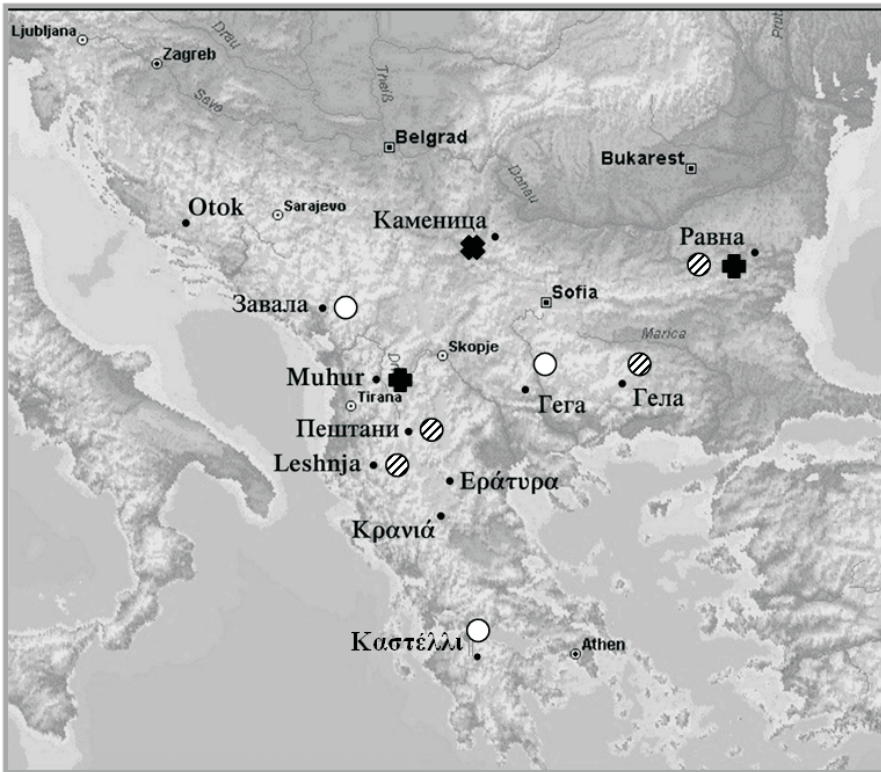 Ljubljana
Drau
Zagreb
Theiß
Save
Prut
Belgrad
Bukarest
Donau
Otok
Sarajevo
Каменица
Равна
Sofia
Завала
Marica
Skopje
Muhur
Tirana
Гега
Гела
Пештани
Leshnja
Εράτυρα
Κρανιά
Καστέλλι
Athen